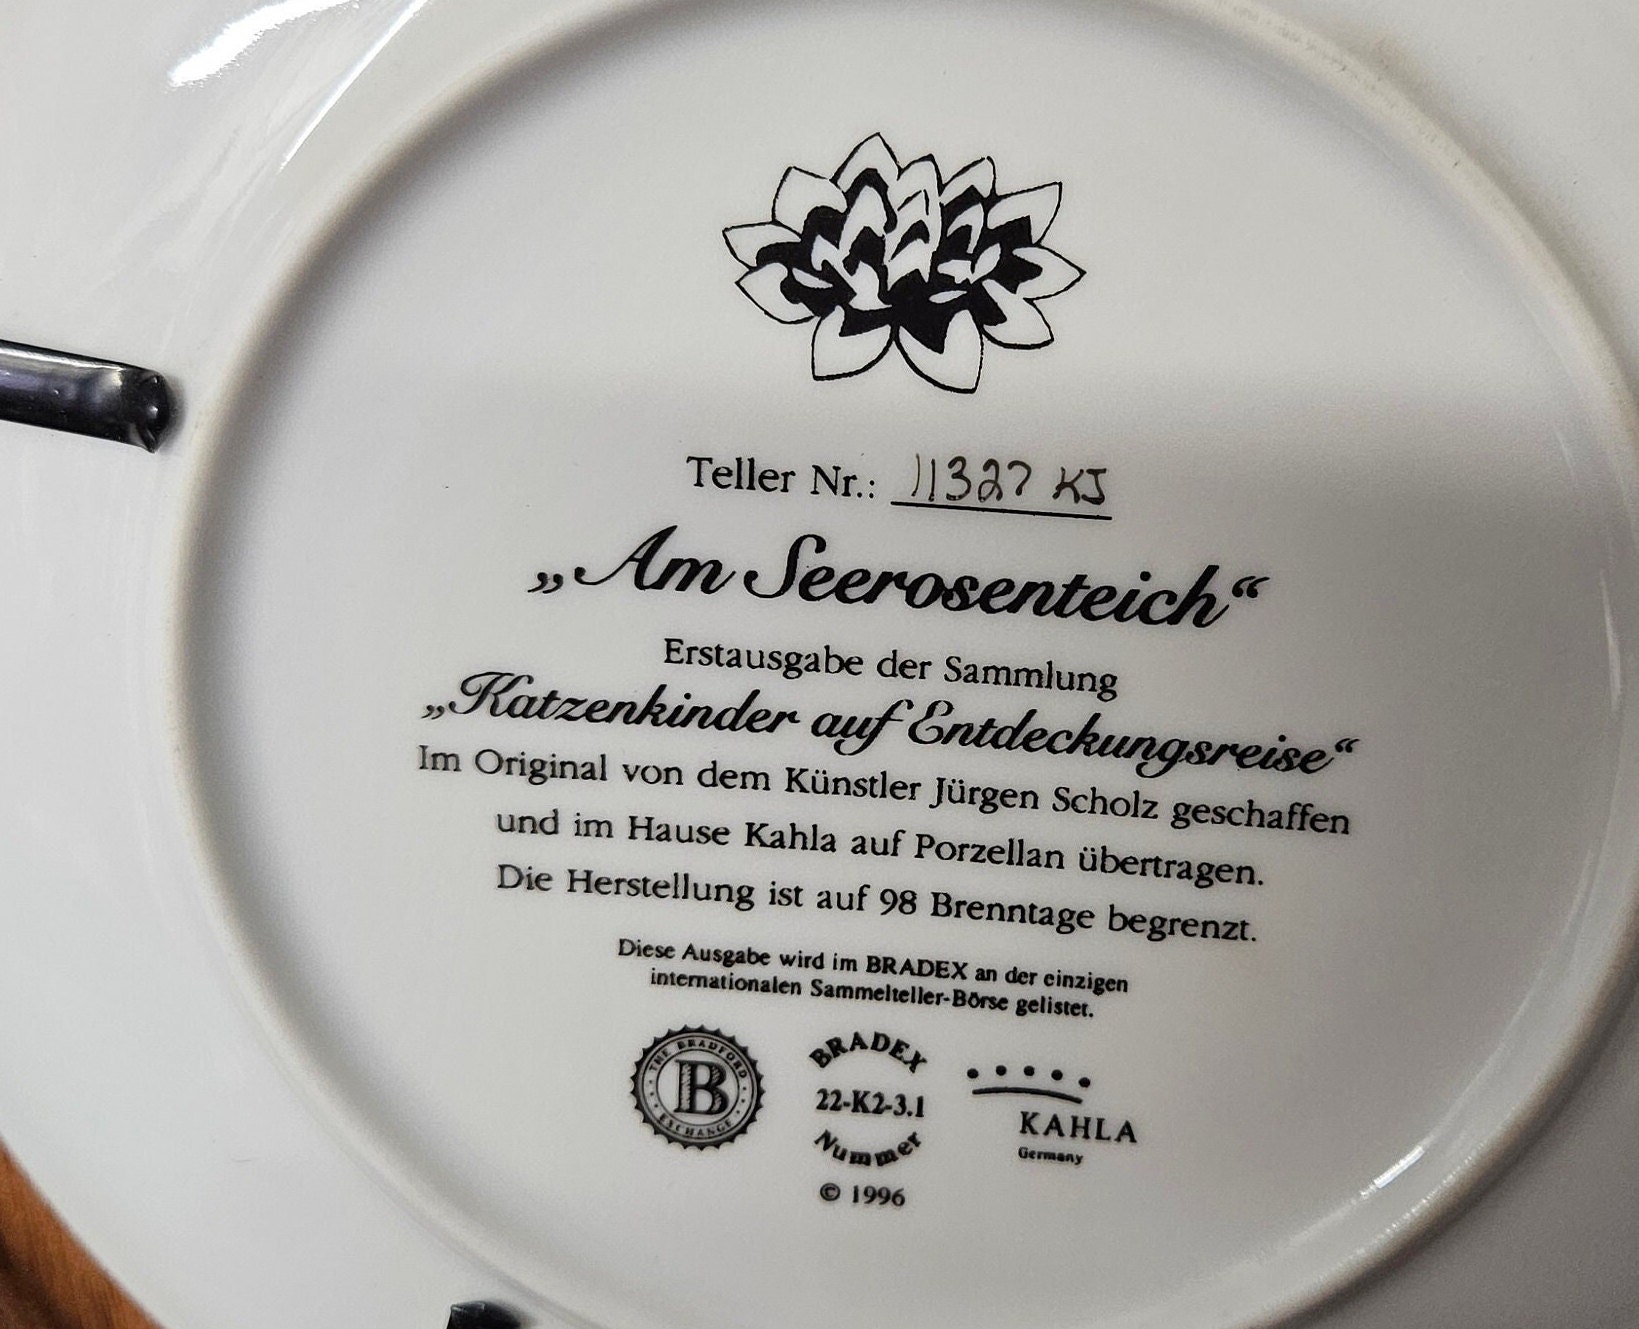 Teller Nr.: 11327 KJ
„Am Seerosenteich“
Erstausgabe der Sammlung
„Katzenkinder auf Entdeckungsreise“
Im Original von dem Künstler Jürgen Scholz geschaffen
und im Hause Kahla auf Porzellan übertragen.
Die Herstellung ist auf 98 Brenntage begrenzt.
Diese Ausgabe wird im BRADEX an der einzigen
internationalen Sammelteller-Börse gelistet.
THE BRADFORD
B
EXCHANGE
BRADEX
22-K2-3.1
Nummer
© 1996
KAHLA
Germany